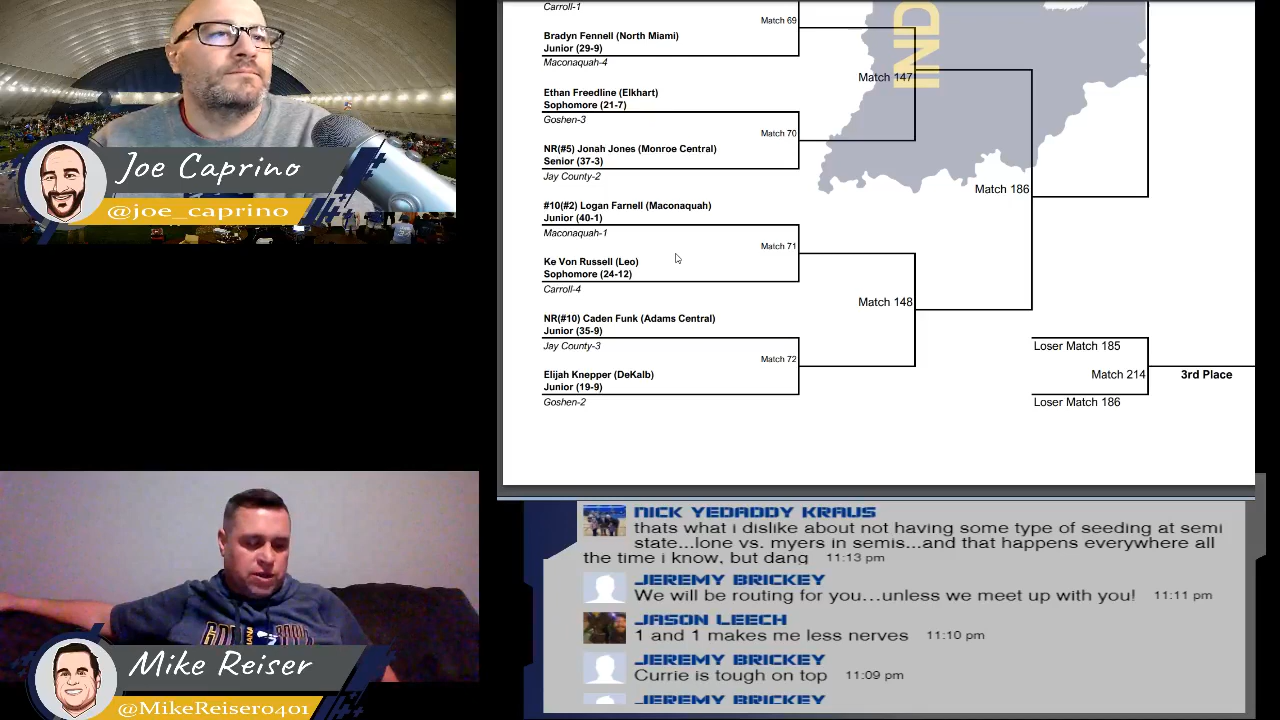 Joe Caprino
@joe_caprino
Mike Reiser
@MikeReiser0401
IND
Carroll-1
Match 69
Bradyn Fennell (North Miami)
Junior (29-9)
Maconaquah-4
Match 147
Ethan Freedline (Elkhart)
Sophomore (21-7)
Goshen-3
Match 70
NR(#5) Jonah Jones (Monroe Central)
Senior (37-3)
Jay County-2
Match 186
#10(#2) Logan Farnell (Maconaquah)
Junior (40-1)
Maconaquah-1
Match 71
Ke Von Russell (Leo)
Sophomore (24-12)
Carroll-4
Match 148
NR(#10) Caden Funk (Adams Central)
Junior (35-9)
Jay County-3
Match 72
Elijah Knepper (DeKalb)
Junior (19-9)
Goshen-2
Loser Match 185
Match 214
3rd Place
Loser Match 186
NICK YEDADDY KRAUS
thats what i dislike about not having some type of seeding at semi
state...lone vs. myers in semis...and that happens everywhere all
the time i know, but dang 11:13 pm
JEREMY BRICKEY
We will be routing for you...unless we meet up with you! 11:11 pm
JASON LEECH
1 and 1 makes me less nerves 11:10 pm
JEREMY BRICKEY
Currie is tough on top 11:09 pm
JEREMY BRICKEY